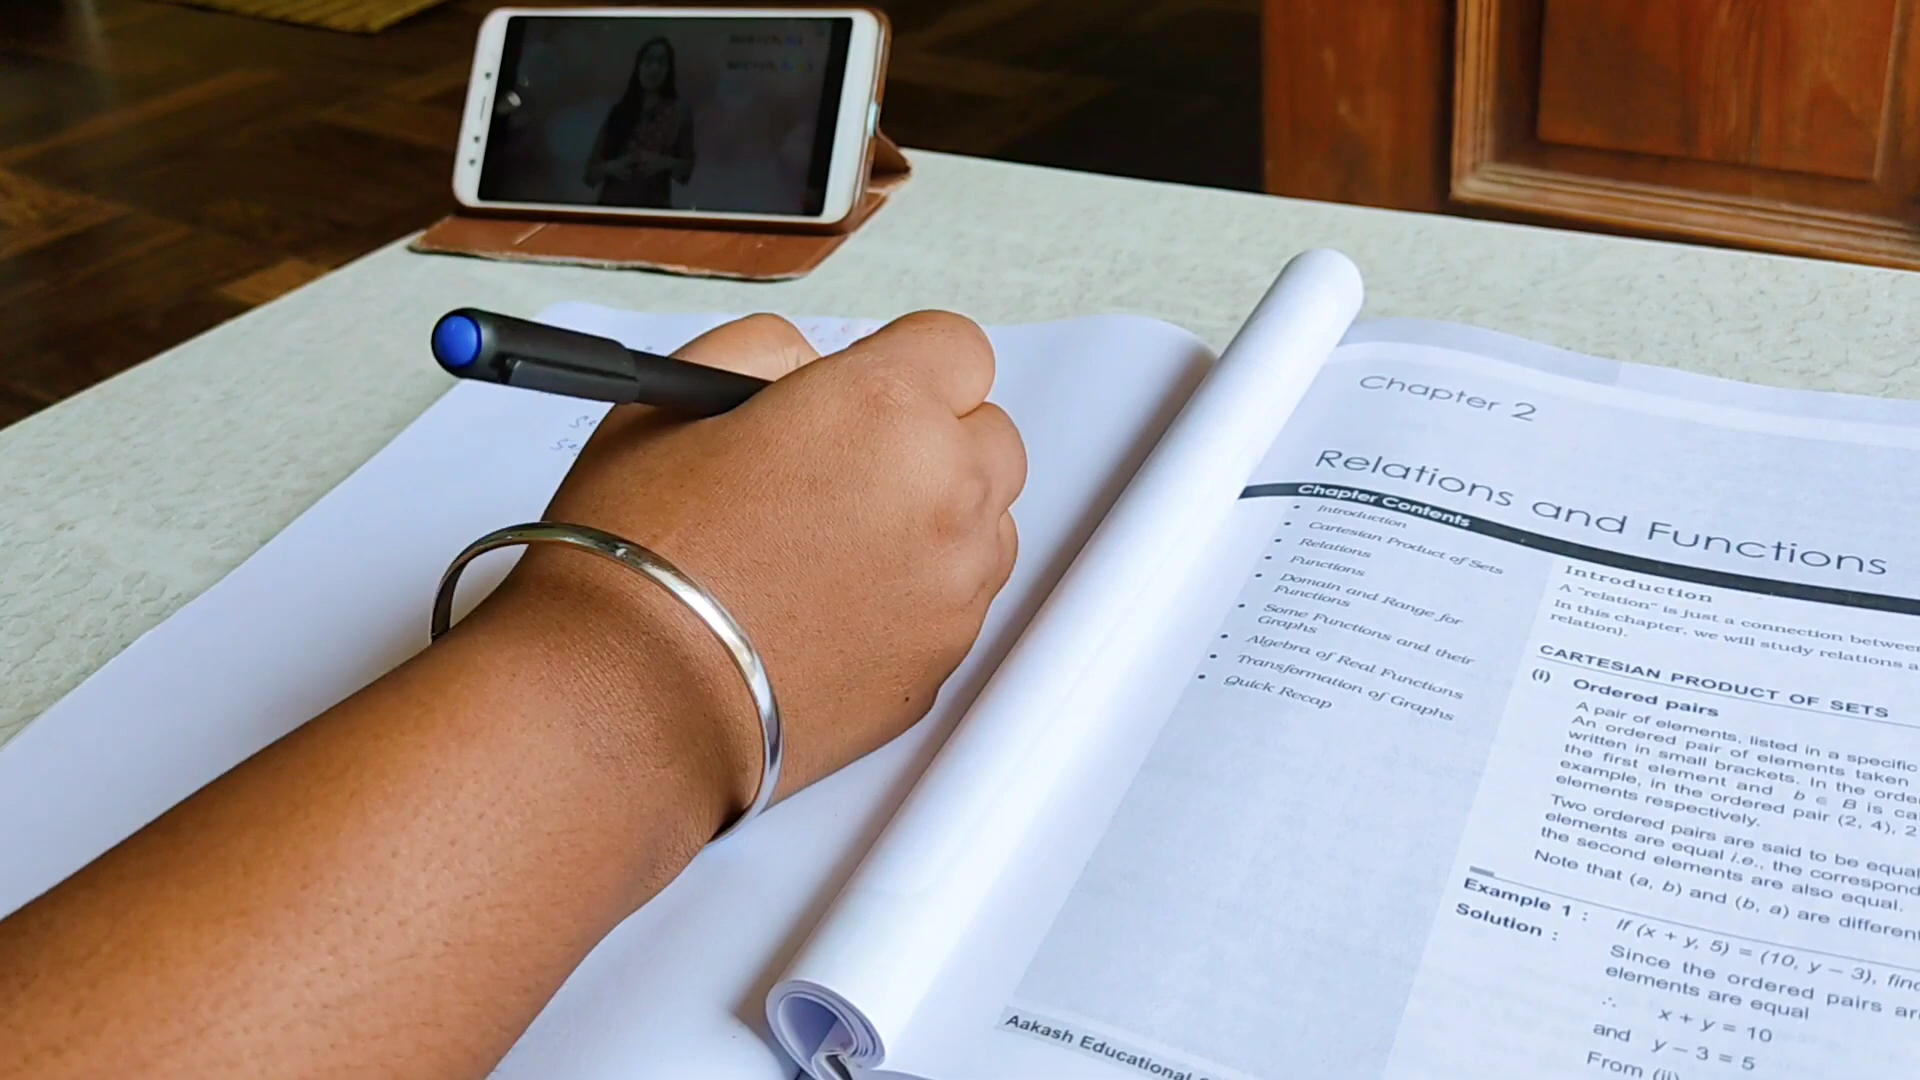 Chapter 2
Relations and Functions
Chapter Contents
• Introduction
• Cartesian Product of Sets
• Relations
• Functions
• Domain and Range for
Functions
• Some Functions and their
Graphs
• Algebra of Real Functions
• Transformation of Graphs
• Quick Recap
Introduction
A "relation" is just a connection between
In this chapter, we will study relations
relation).
CARTESIAN PRODUCT OF SETS
(i) Ordered pairs
A pair of elements, listed in a specific
An ordered pair of elements taken
written in small brackets. In the
the first element and b ∈ B is
example, in the ordered pair (2, 4), 2
elements respectively.
Two ordered pairs are said to be equal
elements are equal i.e., the
the second elements are also equal.
Note that (a, b) and (b, a) are different
Example 1 : If (x + y, 5) = (10, y – 3),
Solution : Since the ordered pairs
elements are equal
∴ x + y = 10
and y – 3 = 5
From
Aakash Educational